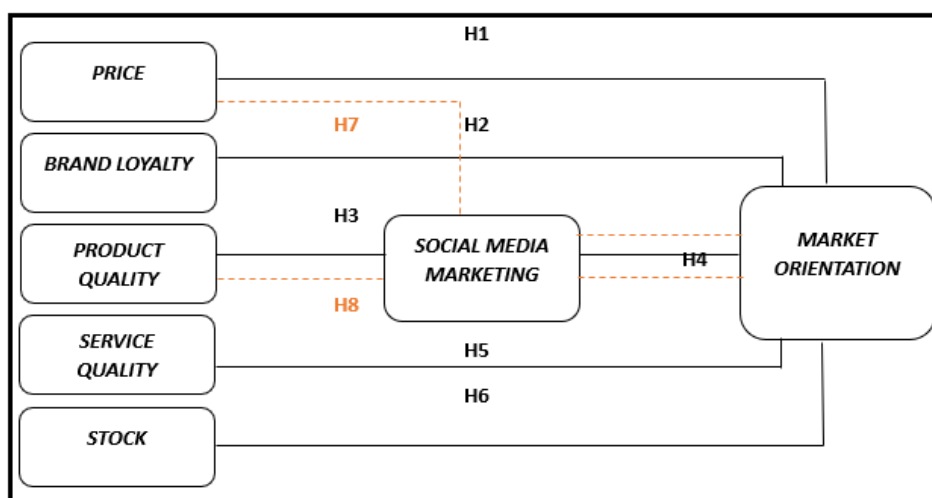 H1
PRICE
H7
H2
BRAND LOYALTY
H3
PRODUCT
QUALITY
SOCIAL MEDIA
MARKETING
MARKET
ORIENTATION
H4
H8
SERVICE
QUALITY
H5
H6
STOCK